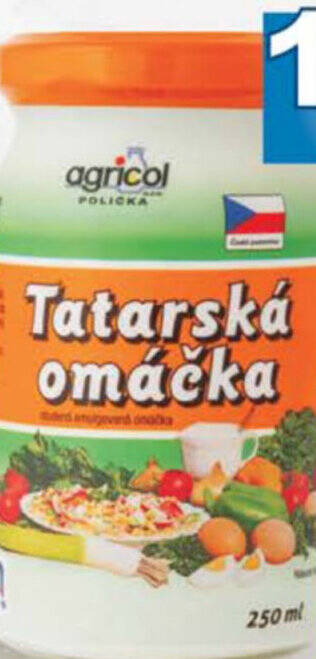 1
agricol
POLIČKA
Tatarská
omáčka
studená emulgovaná omáčka
250 ml